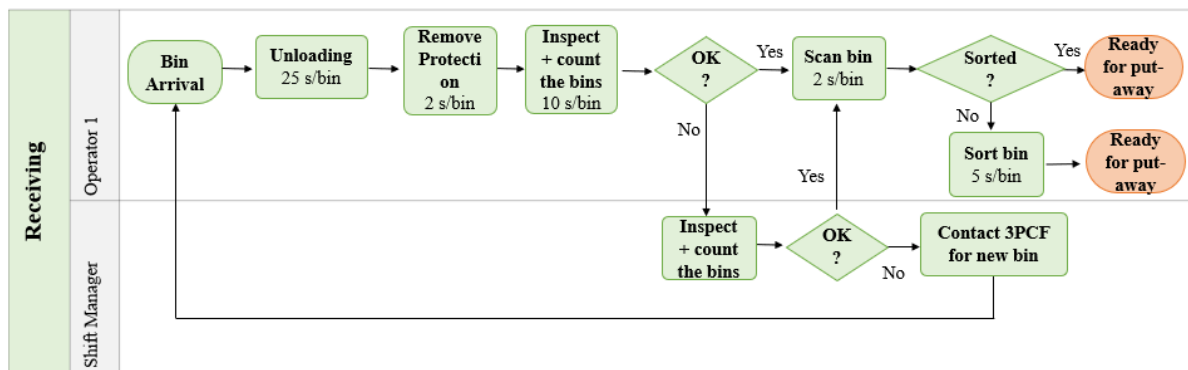 Receiving
Operator 1
Bin
Arrival
Unloading
25 s/bin
Remove
Protecti
on
2 s/bin
Inspect
+ count
the bins
10 s/bin
OK
?
Yes
No
Scan bin
2 s/bin
Sorted
?
Yes
No
Ready
for put-
away
Sort bin
5 s/bin
Ready
for put-
away
Shift Manager
Inspect
+ count
the bins
OK
?
Yes
No
Contact 3PCF
for new bin